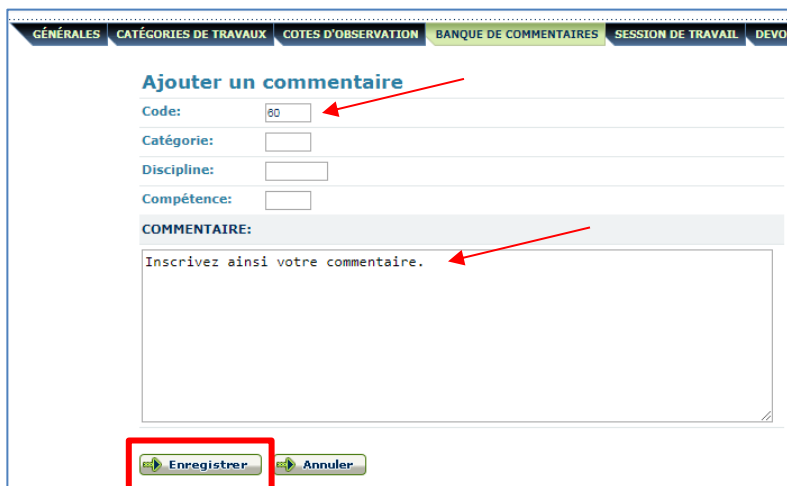 GÉNÉRALES CATÉGORIES DE TRAVAUX COTES D'OBSERVATION BANQUE DE COMMENTAIRES SESSION DE TRAVAIL DEVO
Ajouter un commentaire
Code: 60
Catégorie:
Discipline:
Compétence:
COMMENTAIRE:
Inscrivez ainsi votre commentaire.
Enregistrer Annuler